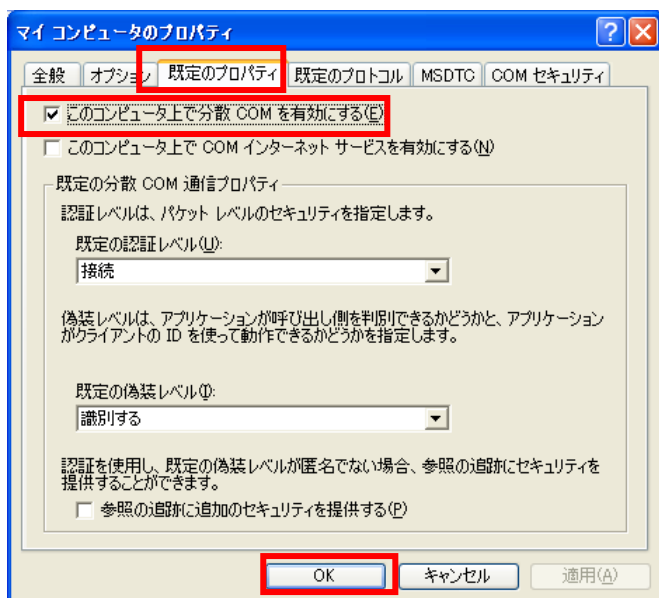 マイ コンピュータのプロパティ
全般 オプション 既定のプロパティ 既定のプロトコル MSDTC COM セキュリティ
このコンピュータ上で分散 COM を有効にする(E)
このコンピュータ上で COM インターネット サービスを有効にする(N)
既定の分散 COM 通信プロパティ
認証レベルは、パケット レベルのセキュリティを指定します。
既定の認証レベル(U):
接続
偽装レベルは、アプリケーションが呼び出し側を判別できるかどうかと、アプリケーション
がクライアントの ID を使って動作できるかどうかを指定します。
既定の偽装レベル(I):
識別する
認証を使用し、既定の偽装レベルが匿名でない場合、参照の追跡にセキュリティを
提供することができます。
参照の追跡に追加のセキュリティを提供する(P)
OK キャンセル 適用(A)